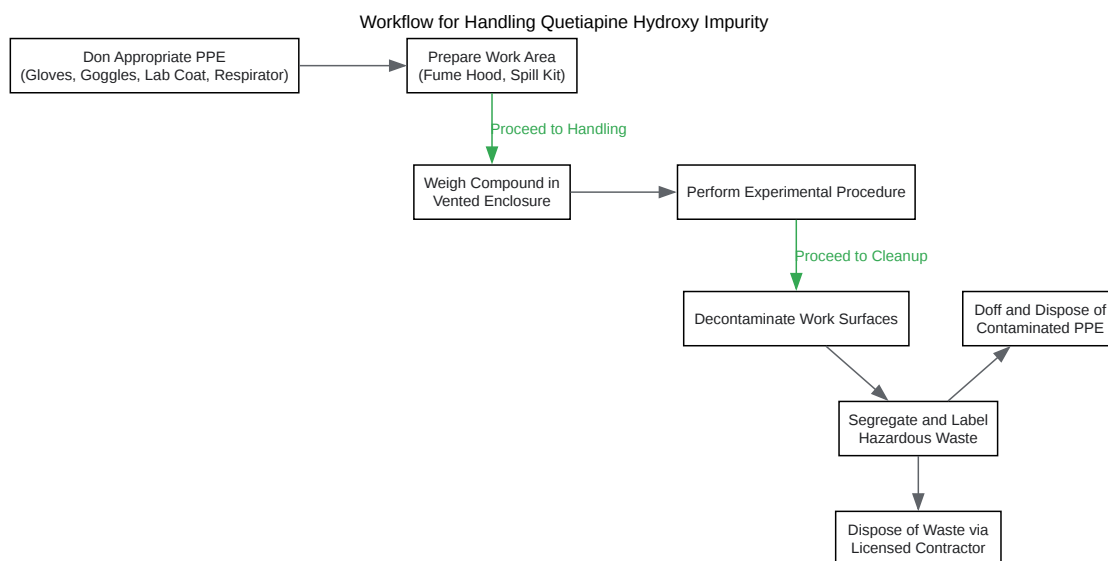 Workflow for Handling Quetiapine Hydroxy Impurity
Don Appropriate PPE
(Gloves, Goggles, Lab Coat, Respirator)
Prepare Work Area
(Fume Hood, Spill Kit)
Proceed to Handling
Weigh Compound in
Vented Enclosure
Perform Experimental Procedure
Proceed to Cleanup
Decontaminate Work Surfaces
Doff and Dispose of
Contaminated PPE
Segregate and Label
Hazardous Waste
Dispose of Waste via
Licensed Contractor